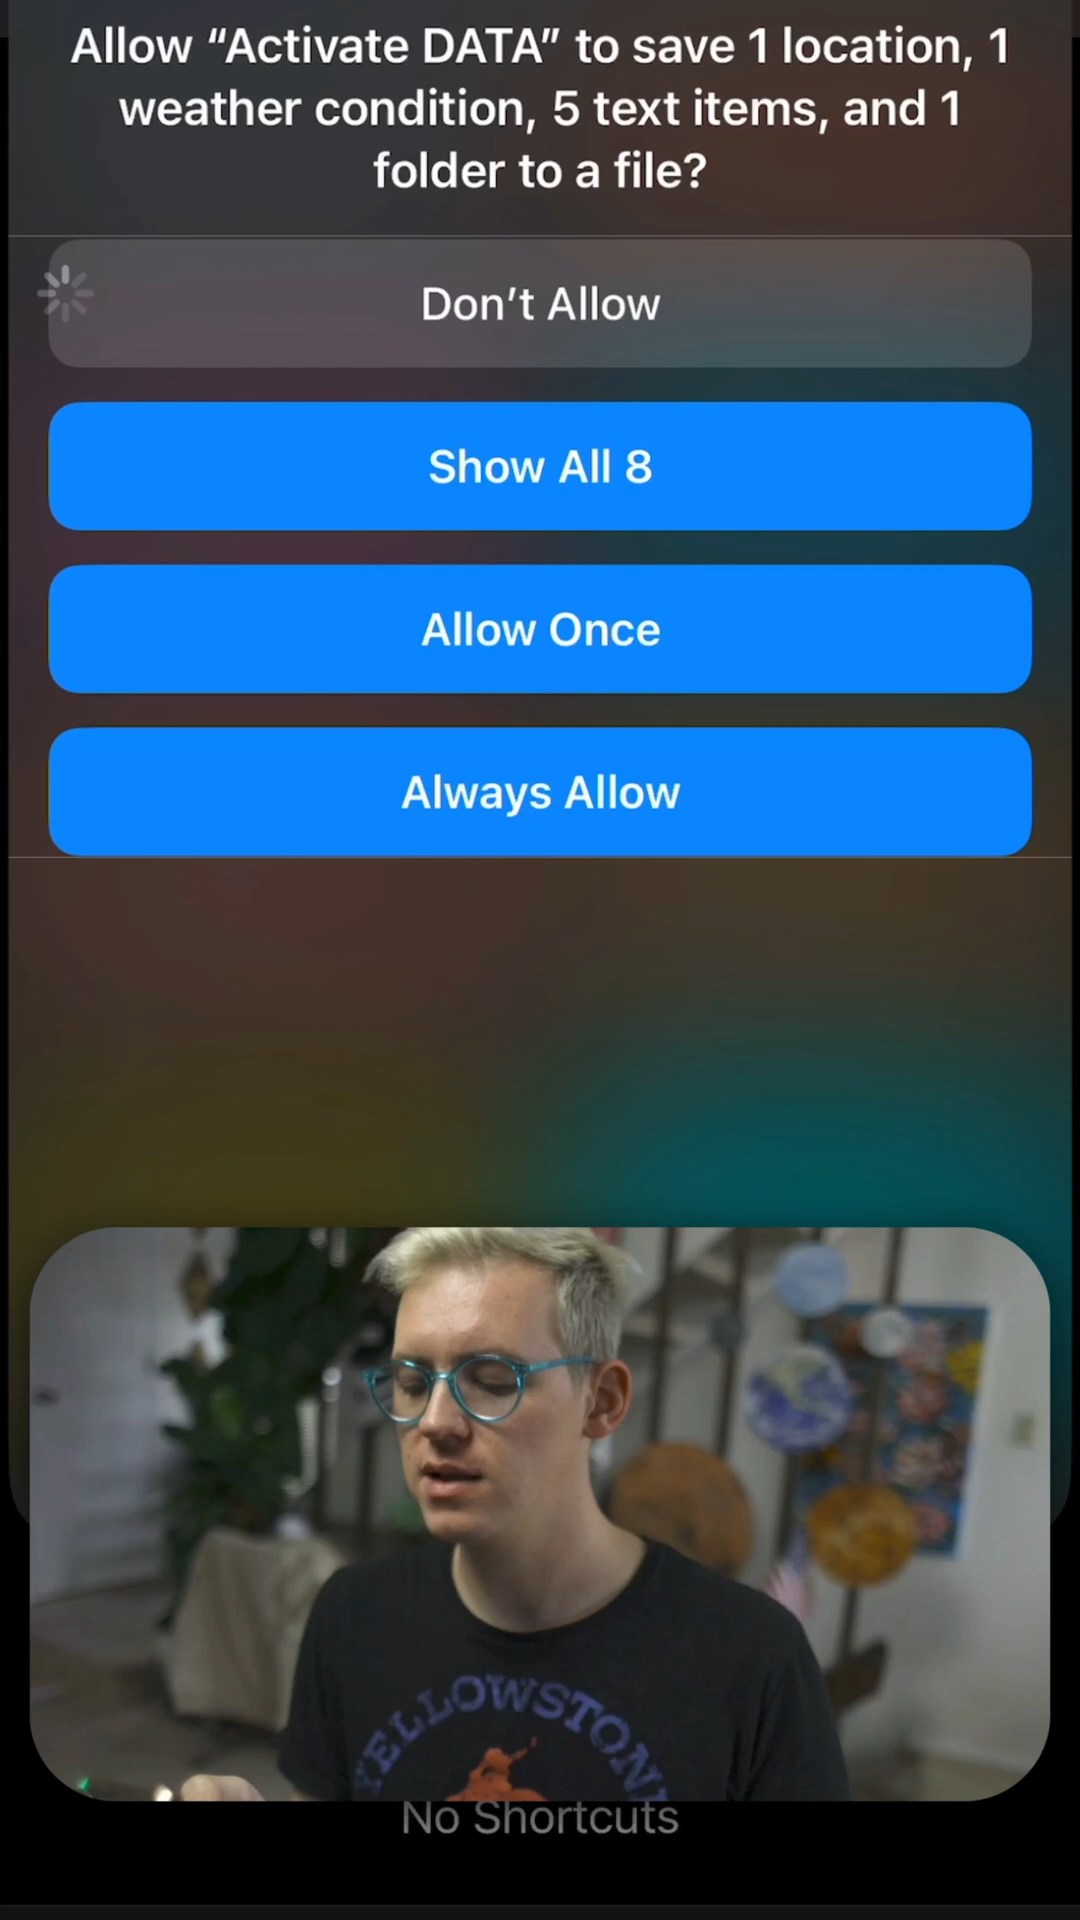 Allow “Activate DATA” to save 1 location, 1
weather condition, 5 text items, and 1
folder to a file?
Don’t Allow
Show All 8
Allow Once
Always Allow
YELLOWSTON
No Shortcuts